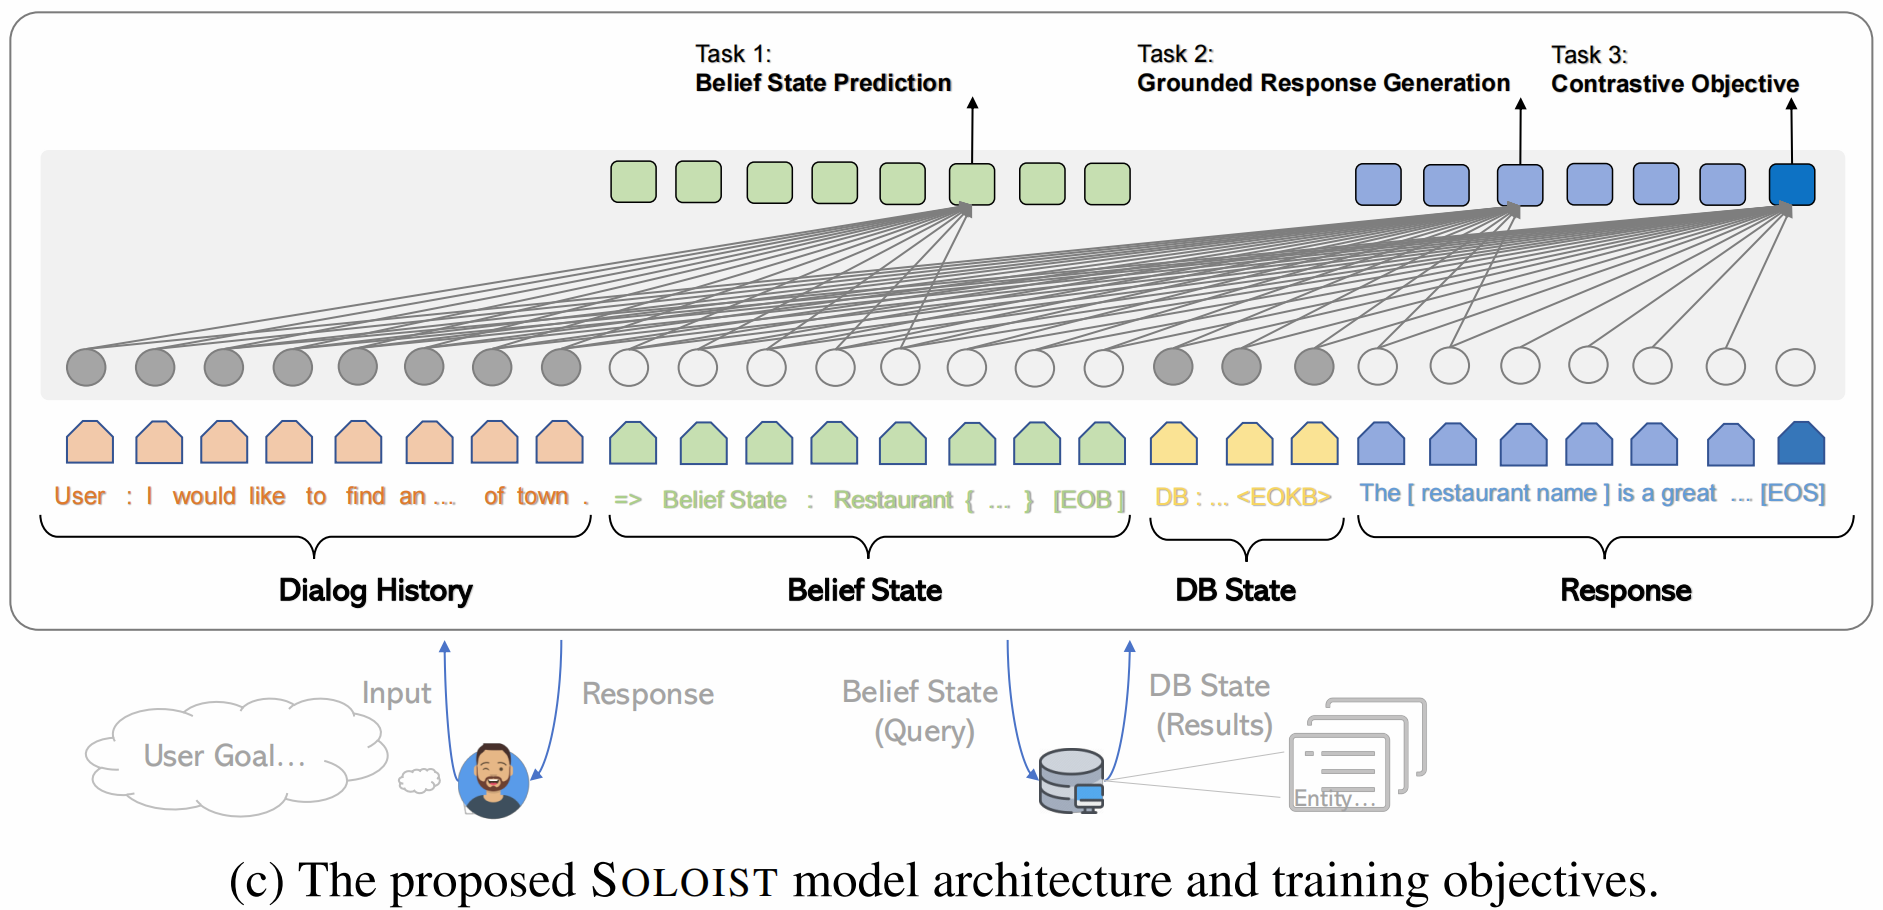 Task 1:
Belief State Prediction
Task 2:
Grounded Response Generation
Task 3:
Contrastive Objective
User : I would like to find an ... of town .
=> Belief State : Restaurant { ... } [EOB ]
DB : ... <EOKB>
The [ restaurant name ] is a great ... [EOS]
Dialog History
Belief State
DB State
Response
Input
Response
Belief State
(Query)
DB State
(Results)
User Goal...
Entity...
(c) The proposed SOLOIST model architecture and training objectives.